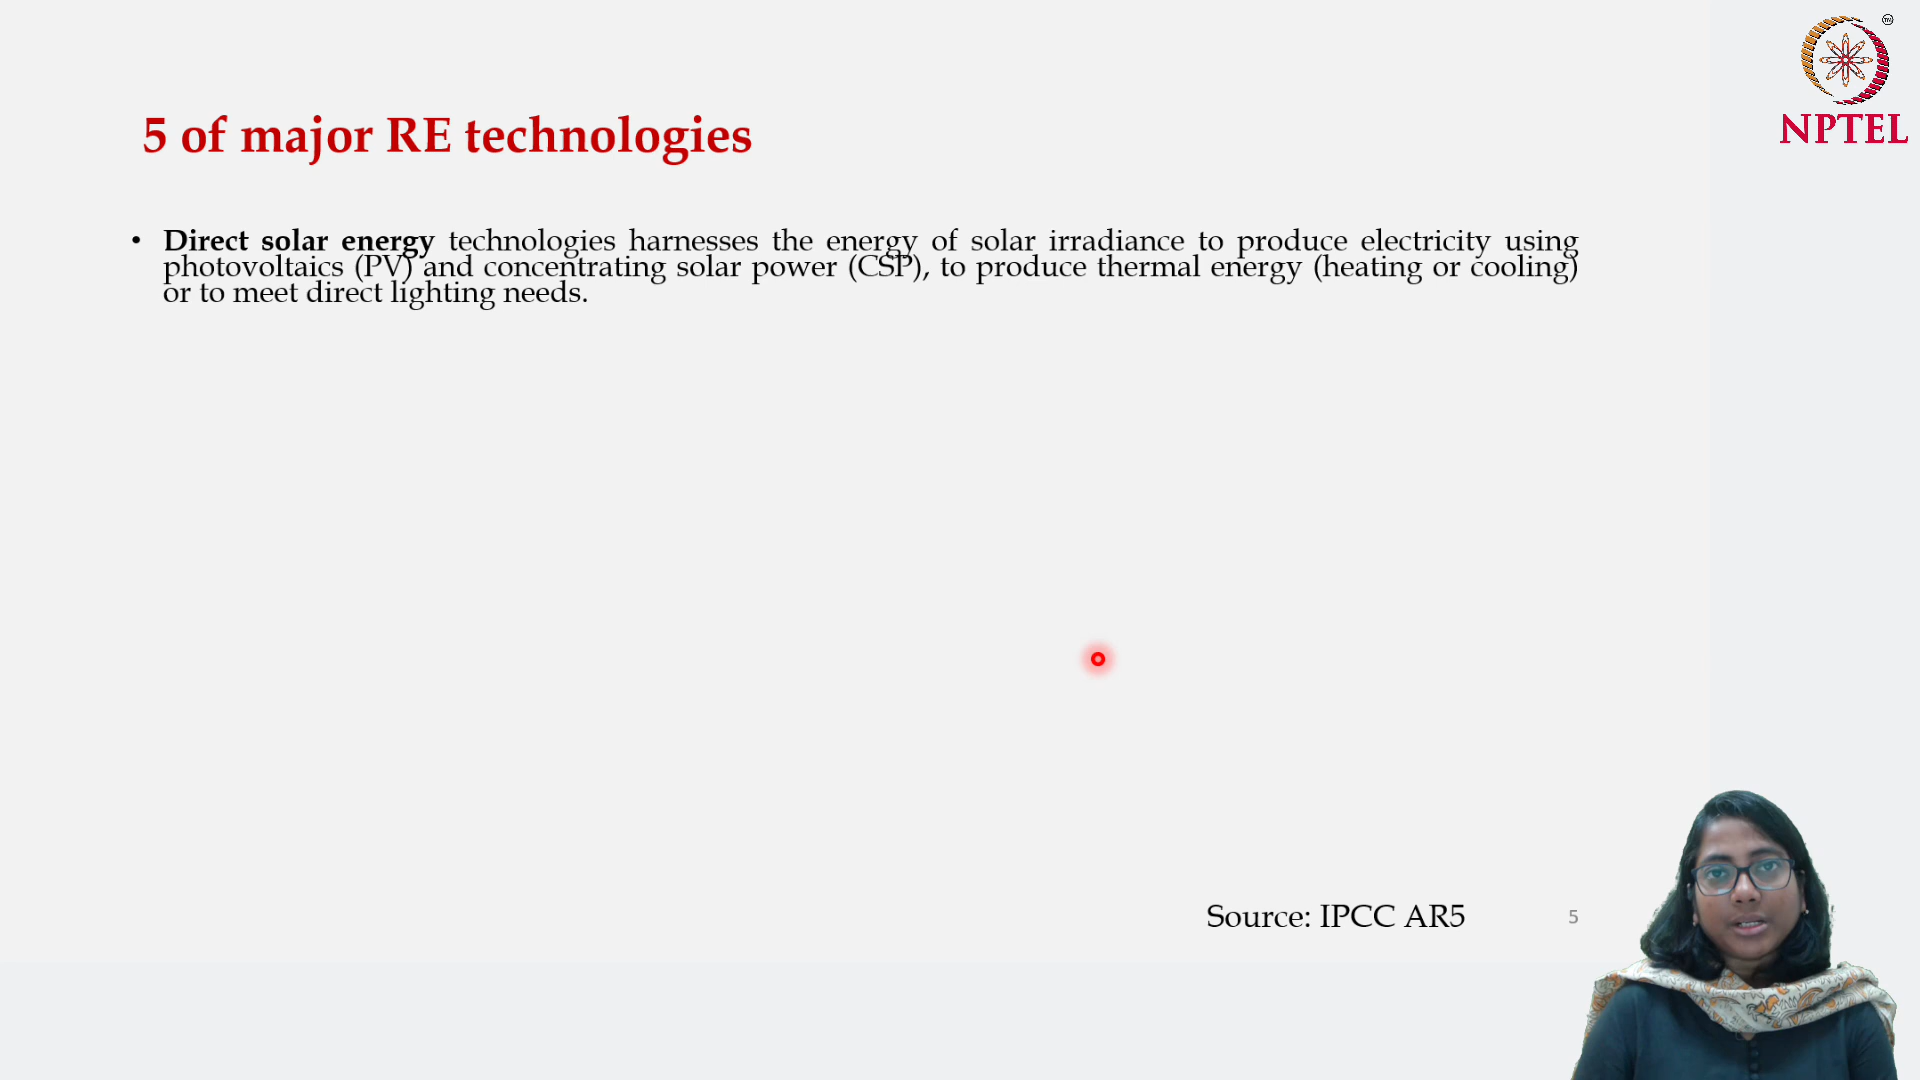 NPTEL
5 of major RE technologies
• Direct solar energy technologies harnesses the energy of solar irradiance to produce electricity using
photovoltaics (PV) and concentrating solar power (CSP), to produce thermal energy (heating or cooling)
or to meet direct lighting needs.
Source: IPCC AR5
5